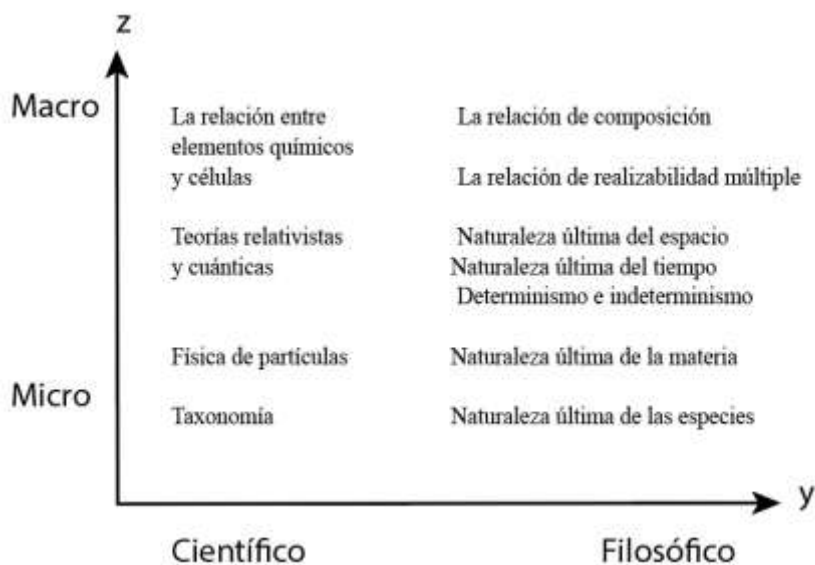 z
Macro
La relación entre
elementos químicos
y células
La relación de composición
La relación de realizabilidad múltiple
Teorías relativistas
y cuánticas
Naturaleza última del espacio
Naturaleza última del tiempo
Determinismo e indeterminismo
Física de partículas
Naturaleza última de la materia
Micro
Taxonomía
Naturaleza última de las especies
y
Científico
Filosófico